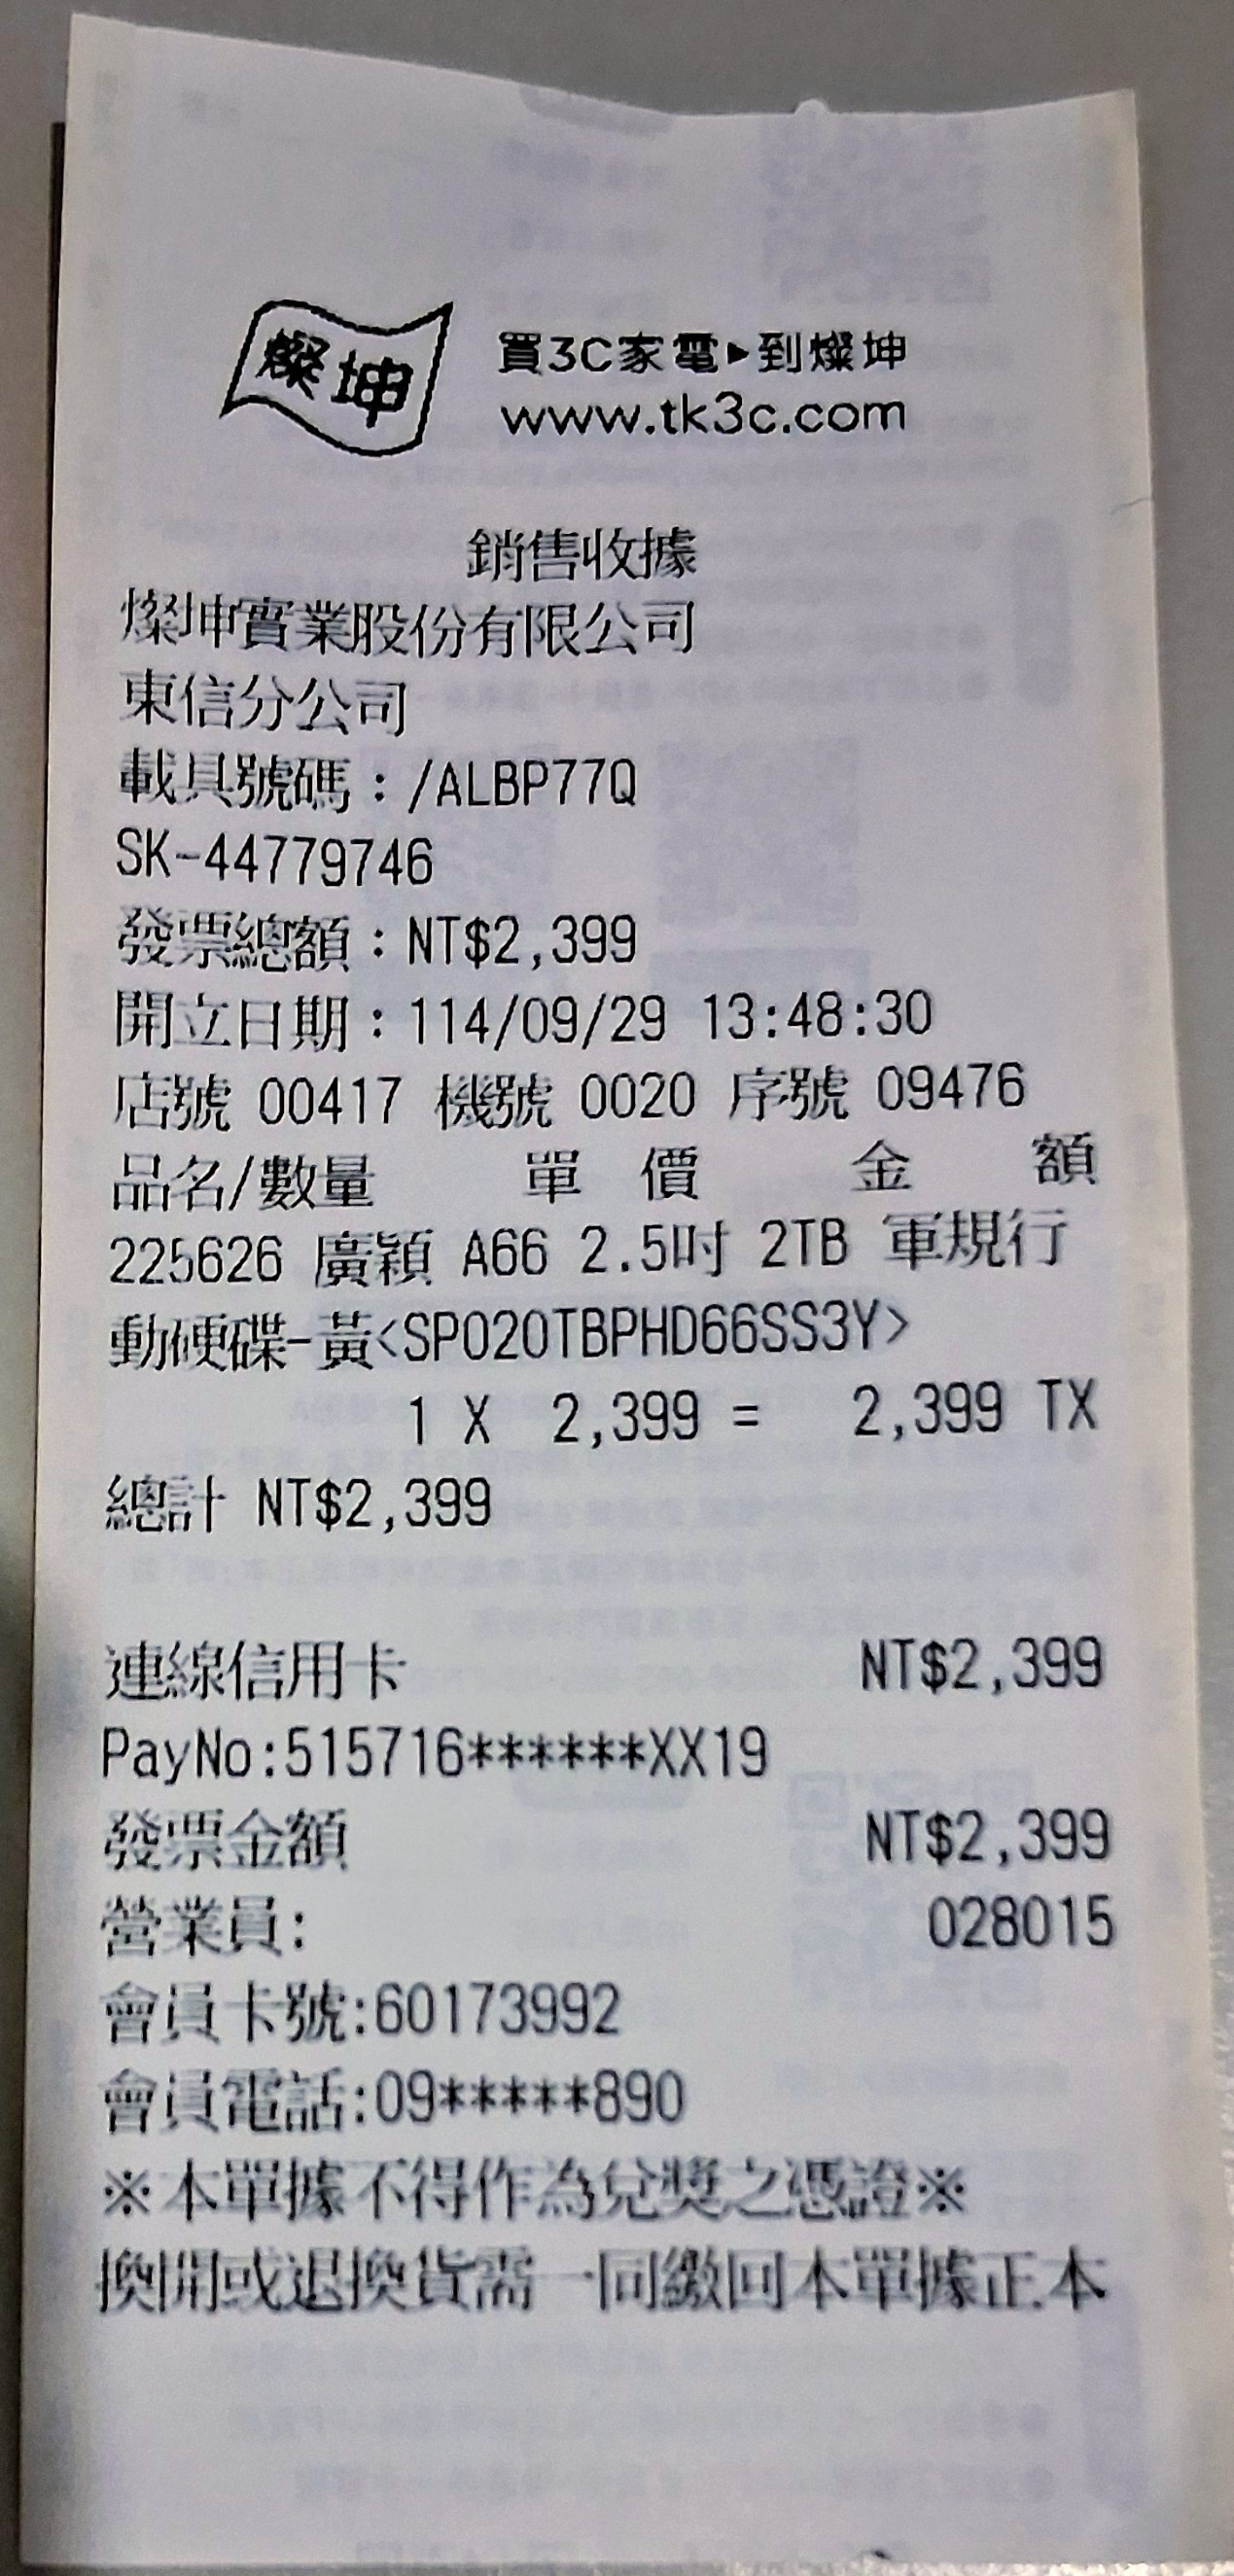 燦坤
買3C家電▸到燦坤
www.tk3c.com
銷售收據
燦坤實業股份有限公司
東信分公司
載具號碼：/ALBP77Q
SK-44779746
發票總額：NT$2,399
開立日期：114/09/29 13:48:30
店號 00417 機號 0020 序號 09476
品名/數量 單 價 金 額
225626 廣穎 A66 2.5吋 2TB 軍規行
動硬碟-黃<SP020TBPHD66SS3Y>
1 X 2,399 = 2,399 TX
總計 NT$2,399
連線信用卡 NT$2,399
PayNo:515716******XX19
發票金額 NT$2,399
營業員: 028015
會員卡號:60173992
會員電話:09*****890
※本單據不得作為兌獎之憑證※
換開或退換貨需一同繳回本單據正本